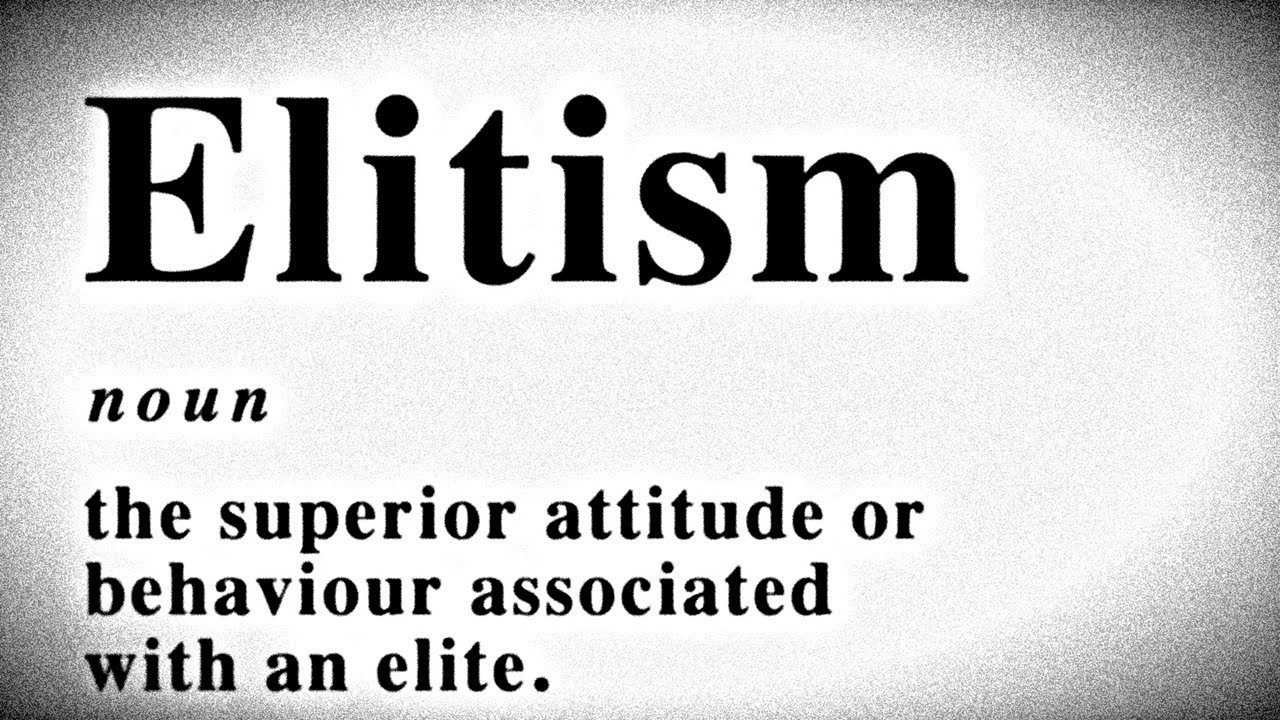 Elitism
noun
the superior attitude or
behaviour associated
with an elite.